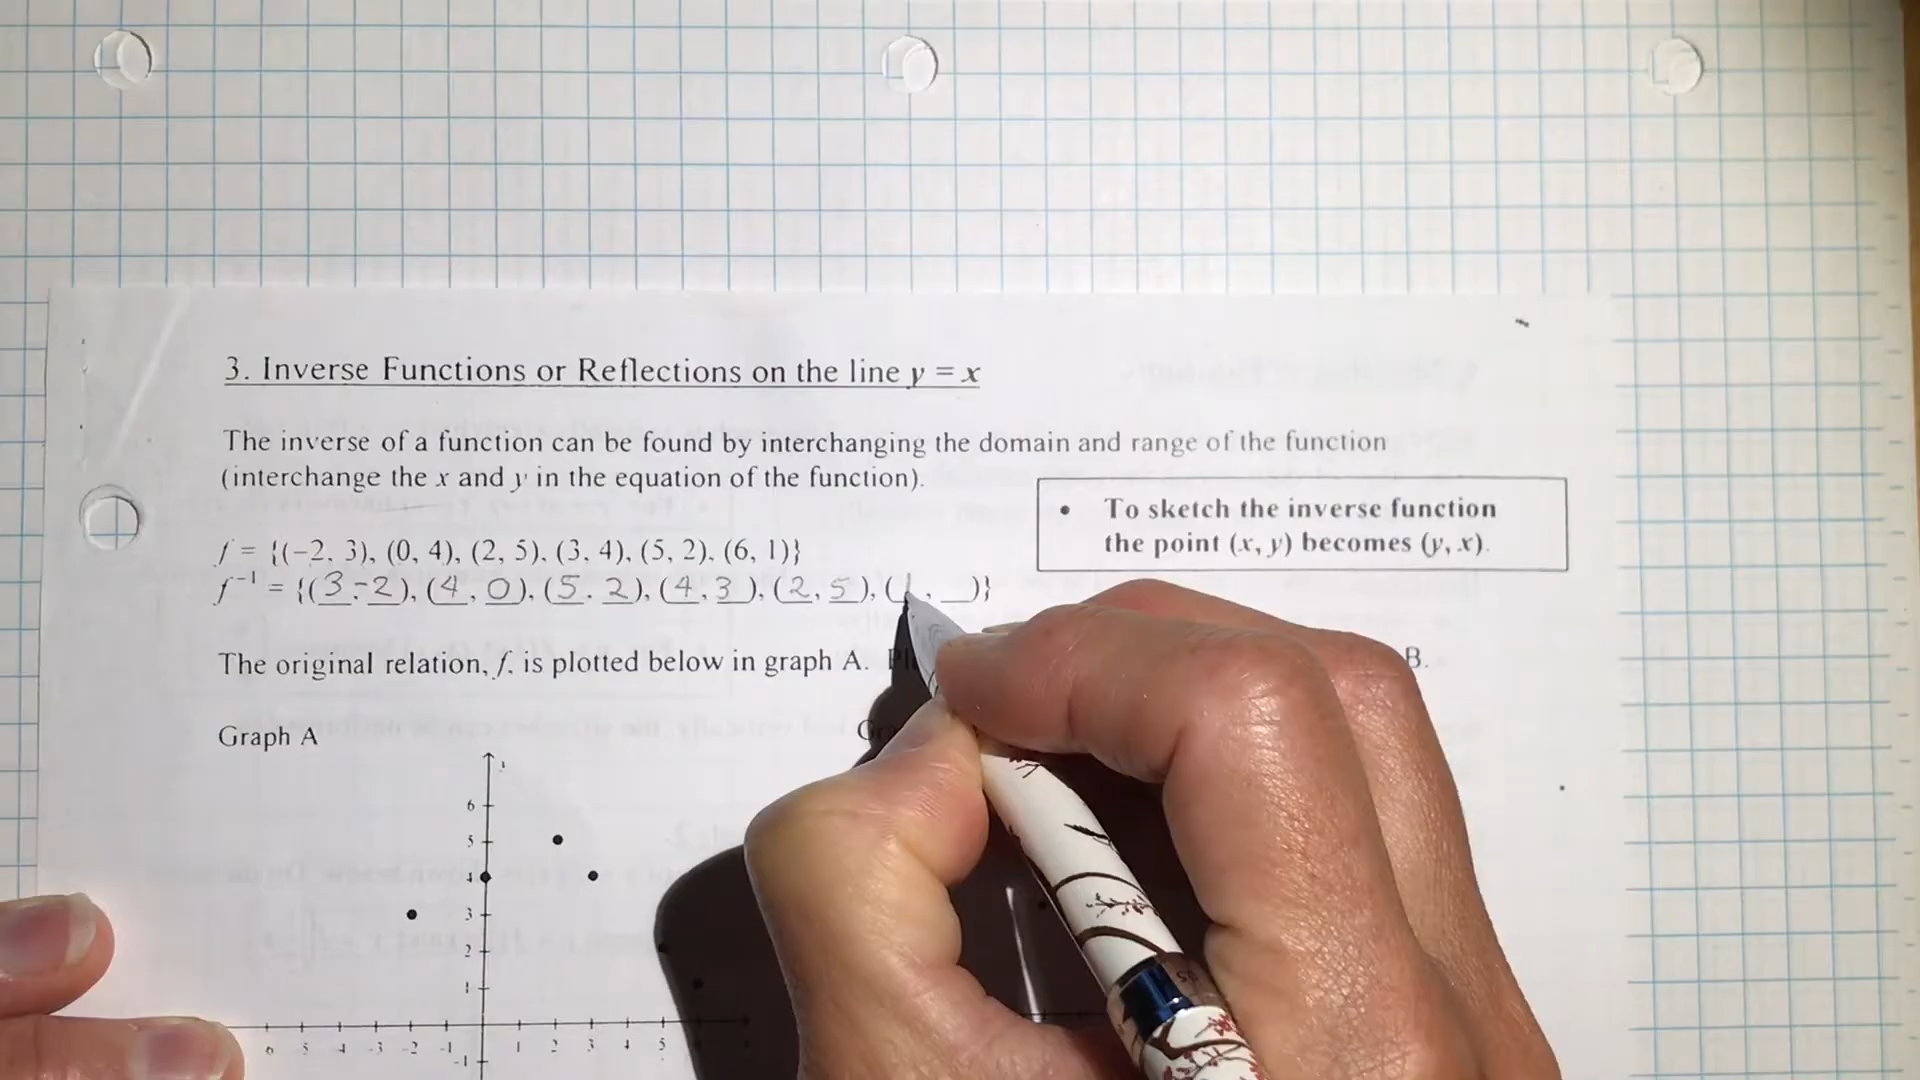 3. Inverse Functions or Reflections on the line y = x
The inverse of a function can be found by interchanging the domain and range of the function
(interchange the x and y in the equation of the function).
• To sketch the inverse function
the point (x, y) becomes (y, x).
f = {(−2, 3), (0, 4), (2, 5), (3, 4), (5, 2), (6, 1)}
f⁻¹ = {(3, -2), (4, 0), (5, 2), (4, 3), (2, 5), (1, __)}
The original relation, f, is plotted below in graph A. B.
Graph A
6
5
4
3
2
1
6 5 4 -3 -2 -1 1 2 3 4 5
-1